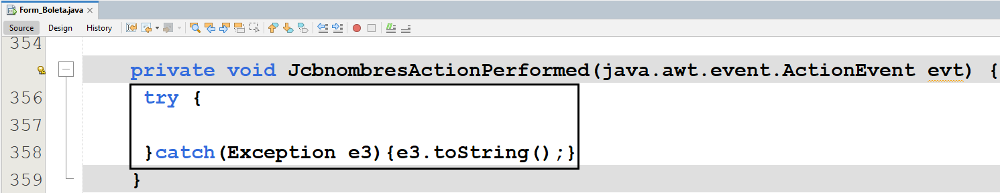 Form_Boleta.java
Source Design History
354
private void JcbnombresActionPerformed(java.awt.event.ActionEvent evt) {
356 try {
357
358 }catch(Exception e3){e3.toString();}
359 }